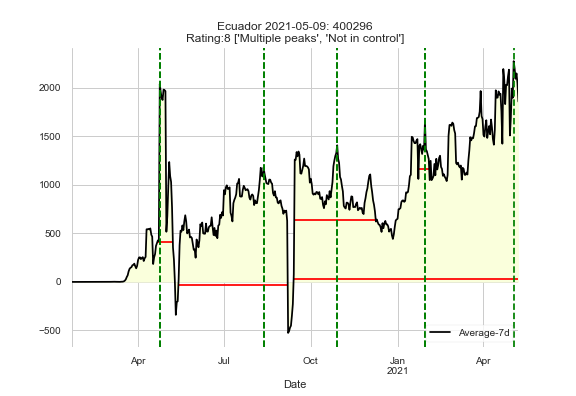 Ecuador 2021-05-09: 400296
Rating:8 ['Multiple peaks', 'Not in control']
2000
1500
1000
500
0
−500
Apr
Jul
Oct
Jan
2021
Apr
Average-7d
Date